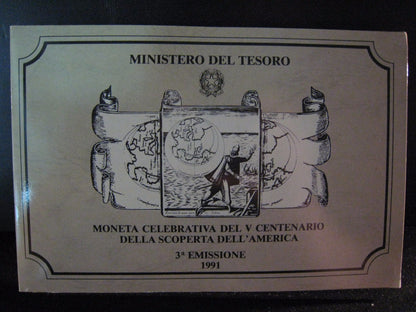 MINISTERO DEL TESORO
MONETA CELEBRATIVA DEL V CENTENARIO
DELLA SCOPERTA DELL'AMERICA
3ª EMISSIONE
1991